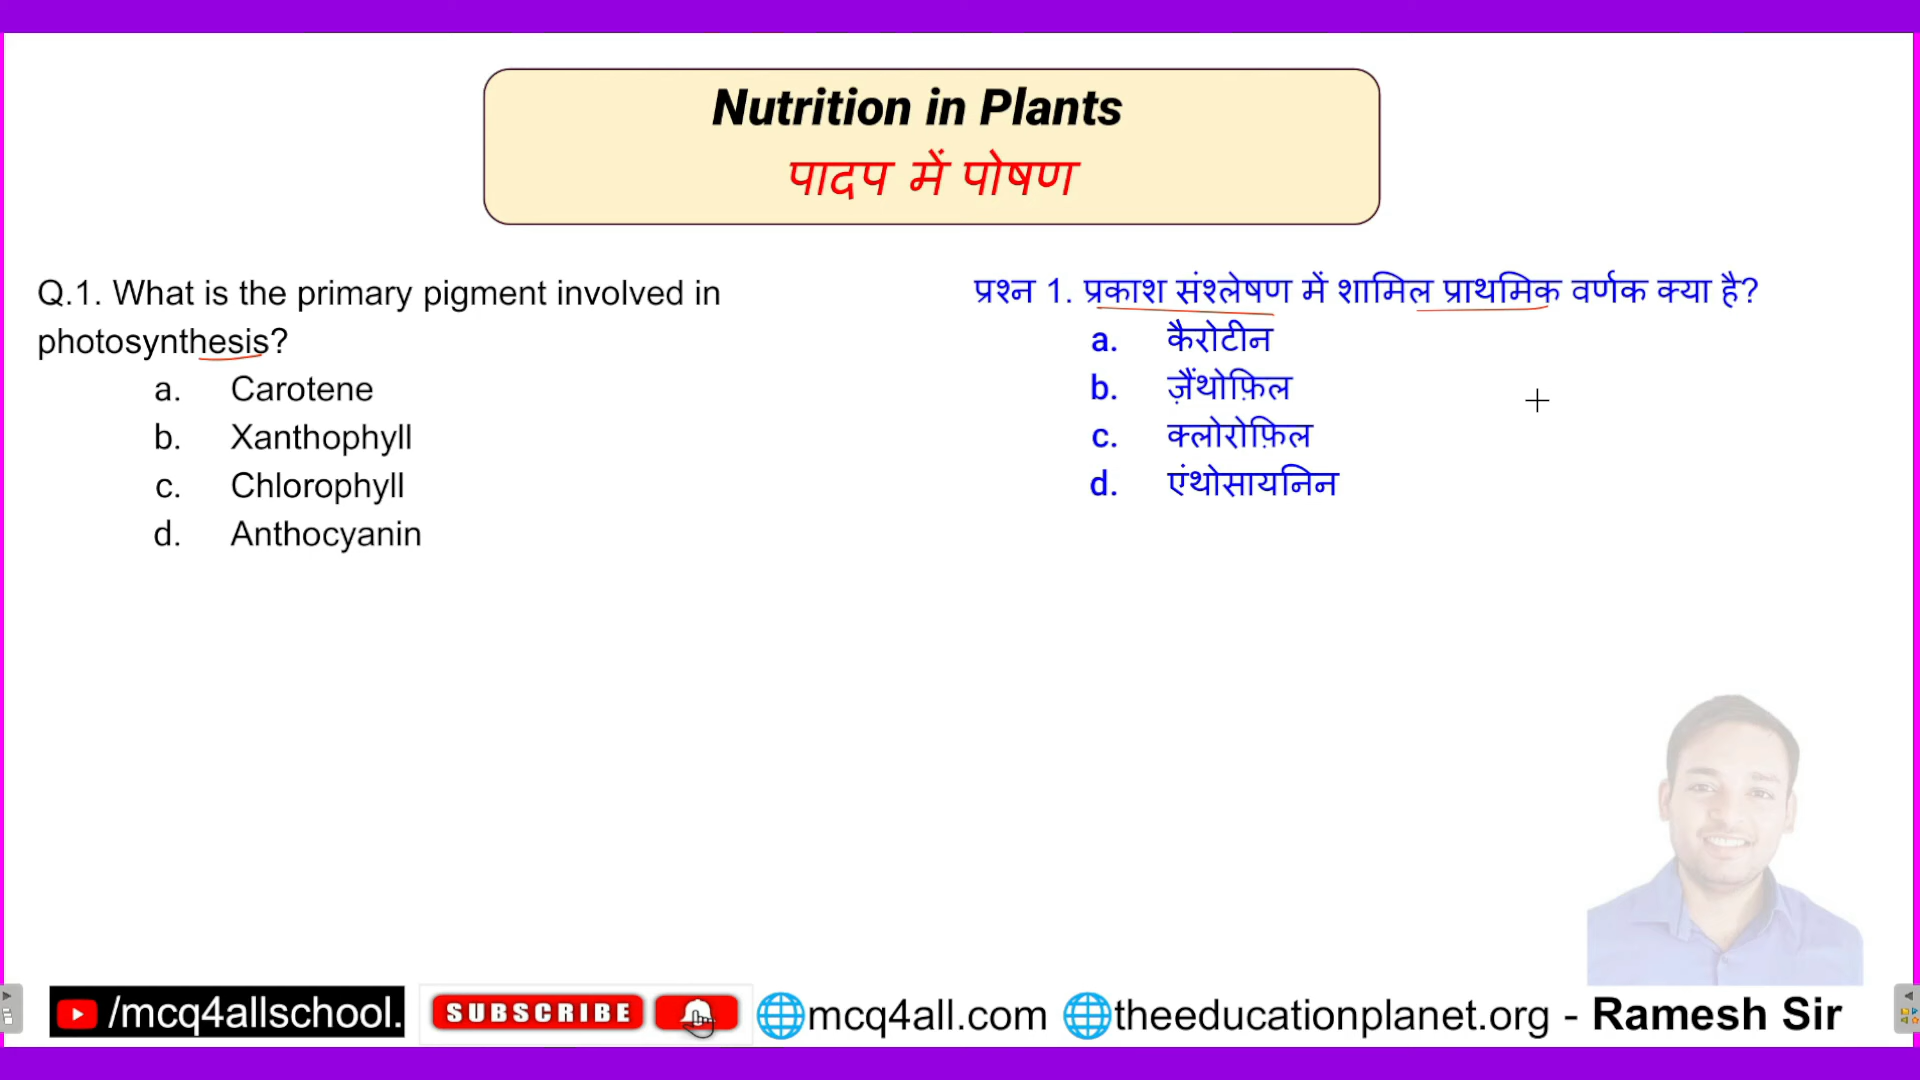 Nutrition in Plants
पादप में पोषण
Q.1. What is the primary pigment involved in
photosynthesis?
a. Carotene
b. Xanthophyll
c. Chlorophyll
d. Anthocyanin
प्रश्न 1. प्रकाश संश्लेषण में शामिल प्राथमिक वर्णक क्या है?
a. कैरोटीन
b. ज़ैंथोफ़िल
c. क्लोरोफ़िल
d. एंथोसायनिन
/mcq4allschool. SUBSCRIBE mcq4all.com theeducationplanet.org - Ramesh Sir